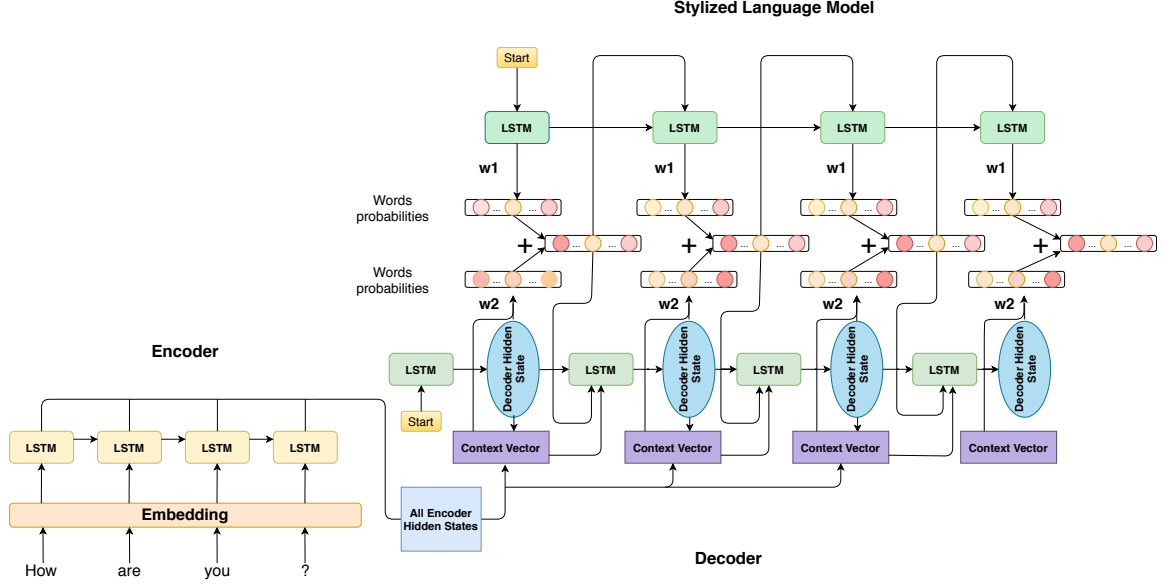 Stylized Language Model
Start
LSTM
LSTM
LSTM
LSTM
w1
w1
w1
w1
Words
probabilities
... ...
... ...
... ...
... ...
+
... ...
+
... ...
+
... ...
+
... ...
Words
probabilities
... ...
... ...
... ...
... ...
w2
w2
w2
w2
Encoder
LSTM
Decoder Hidden
State
LSTM
Decoder Hidden
State
LSTM
Decoder Hidden
State
LSTM
Decoder Hidden
State
Start
LSTM
LSTM
LSTM
LSTM
Context Vector
Context Vector
Context Vector
Context Vector
Embedding
All Encoder
Hidden States
How
are
you
?
Decoder